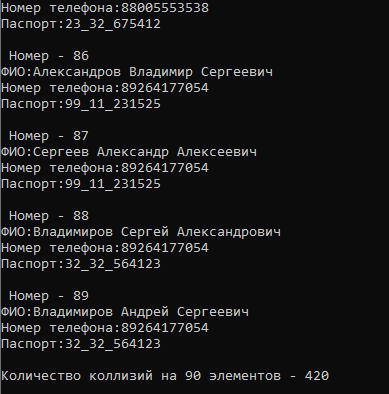 Номер телефона:88005553538
Паспорт:23_32_675412
Номер - 86
ФИО:Александров Владимир Сергеевич
Номер телефона:89264177054
Паспорт:99_11_231525
Номер - 87
ФИО:Сергеев Александр Алексеевич
Номер телефона:89264177054
Паспорт:99_11_231525
Номер - 88
ФИО:Владимиров Сергей Александрович
Номер телефона:89264177054
Паспорт:32_32_564123
Номер - 89
ФИО:Владимиров Андрей Сергеевич
Номер телефона:89264177054
Паспорт:32_32_564123
Количество коллизий на 90 элементов - 420